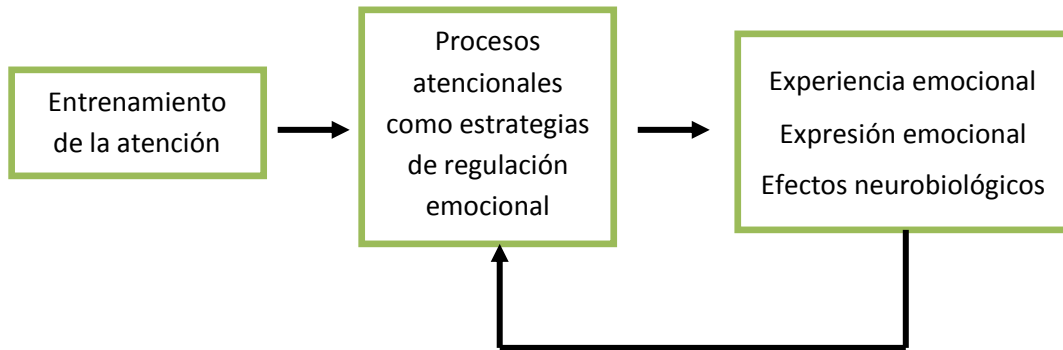 Entrenamiento
de la atención
Procesos
atencionales
como estrategias
de regulación
emocional
Experiencia emocional
Expresión emocional
Efectos neurobiológicos